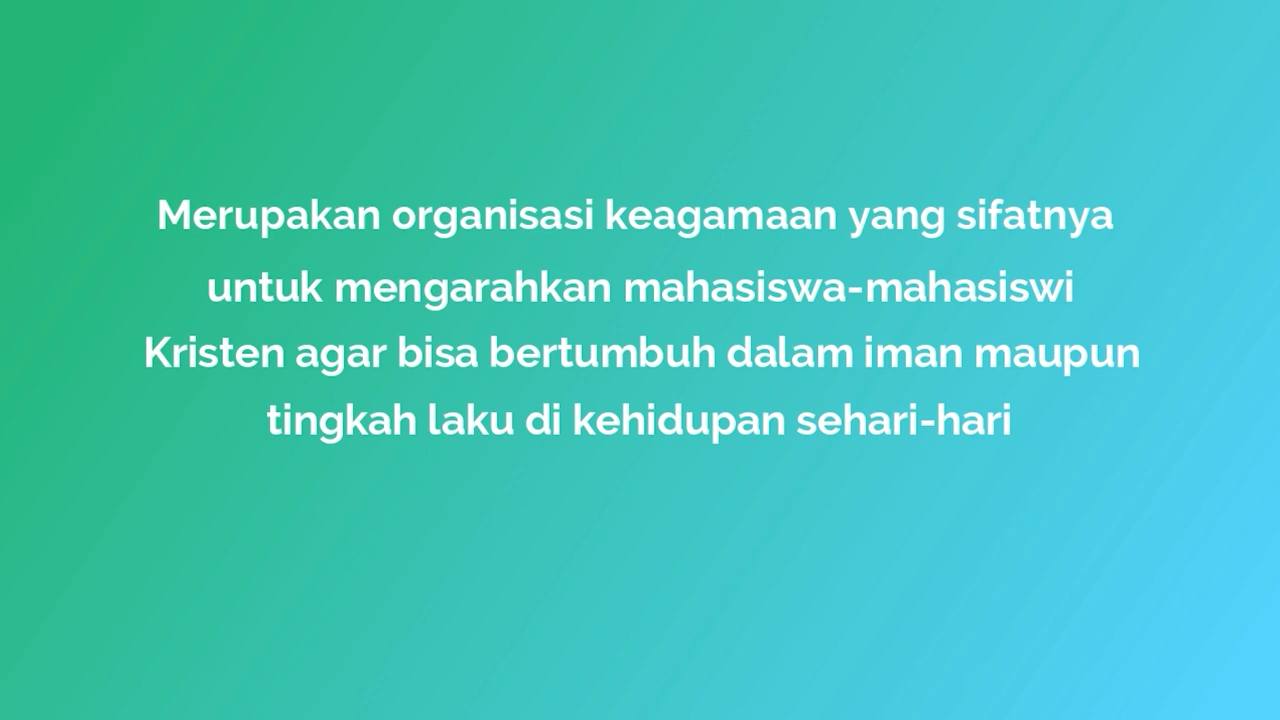 Merupakan organisasi keagamaan yang sifatnya
untuk mengarahkan mahasiswa-mahasiswi
Kristen agar bisa bertumbuh dalam iman maupun
tingkah laku di kehidupan sehari-hari